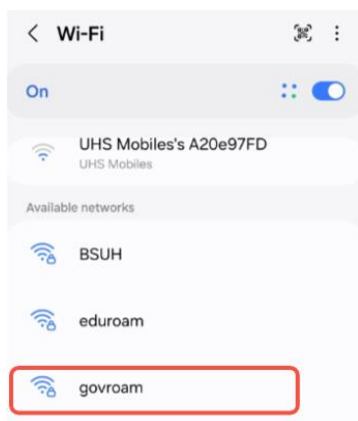 Wi-Fi
On
UHS Mobiles's A20e97FD
UHS Mobiles
Available networks
BSUH
eduroam
govroam